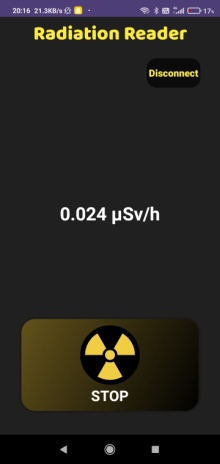 20:16 21.3KB/s
17%
Radiation Reader
Disconnect
0.024 μSv/h
STOP